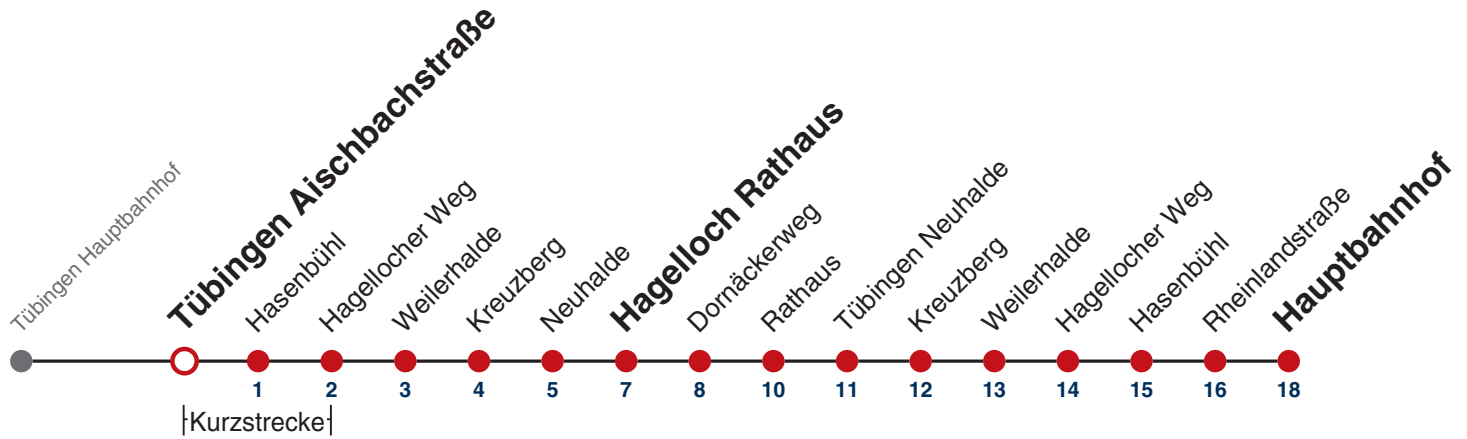 Tübingen Hauptbahnhof
Tübingen Aischbachstraße
Hasenbühl
Hagellocher Weg
Weilerhalde
Kreuzberg
Neuhalde
Hagelloch Rathaus
Dornäckerweg
Rathaus
Tübingen Neuhalde
Kreuzberg
Weilerhalde
Hagellocher Weg
Hasenbühl
Rheinlandstraße
Hauptbahnhof
1 2 3 4 5 7 8 10 11 12 13 14 15 16 18
Kurzstrecke